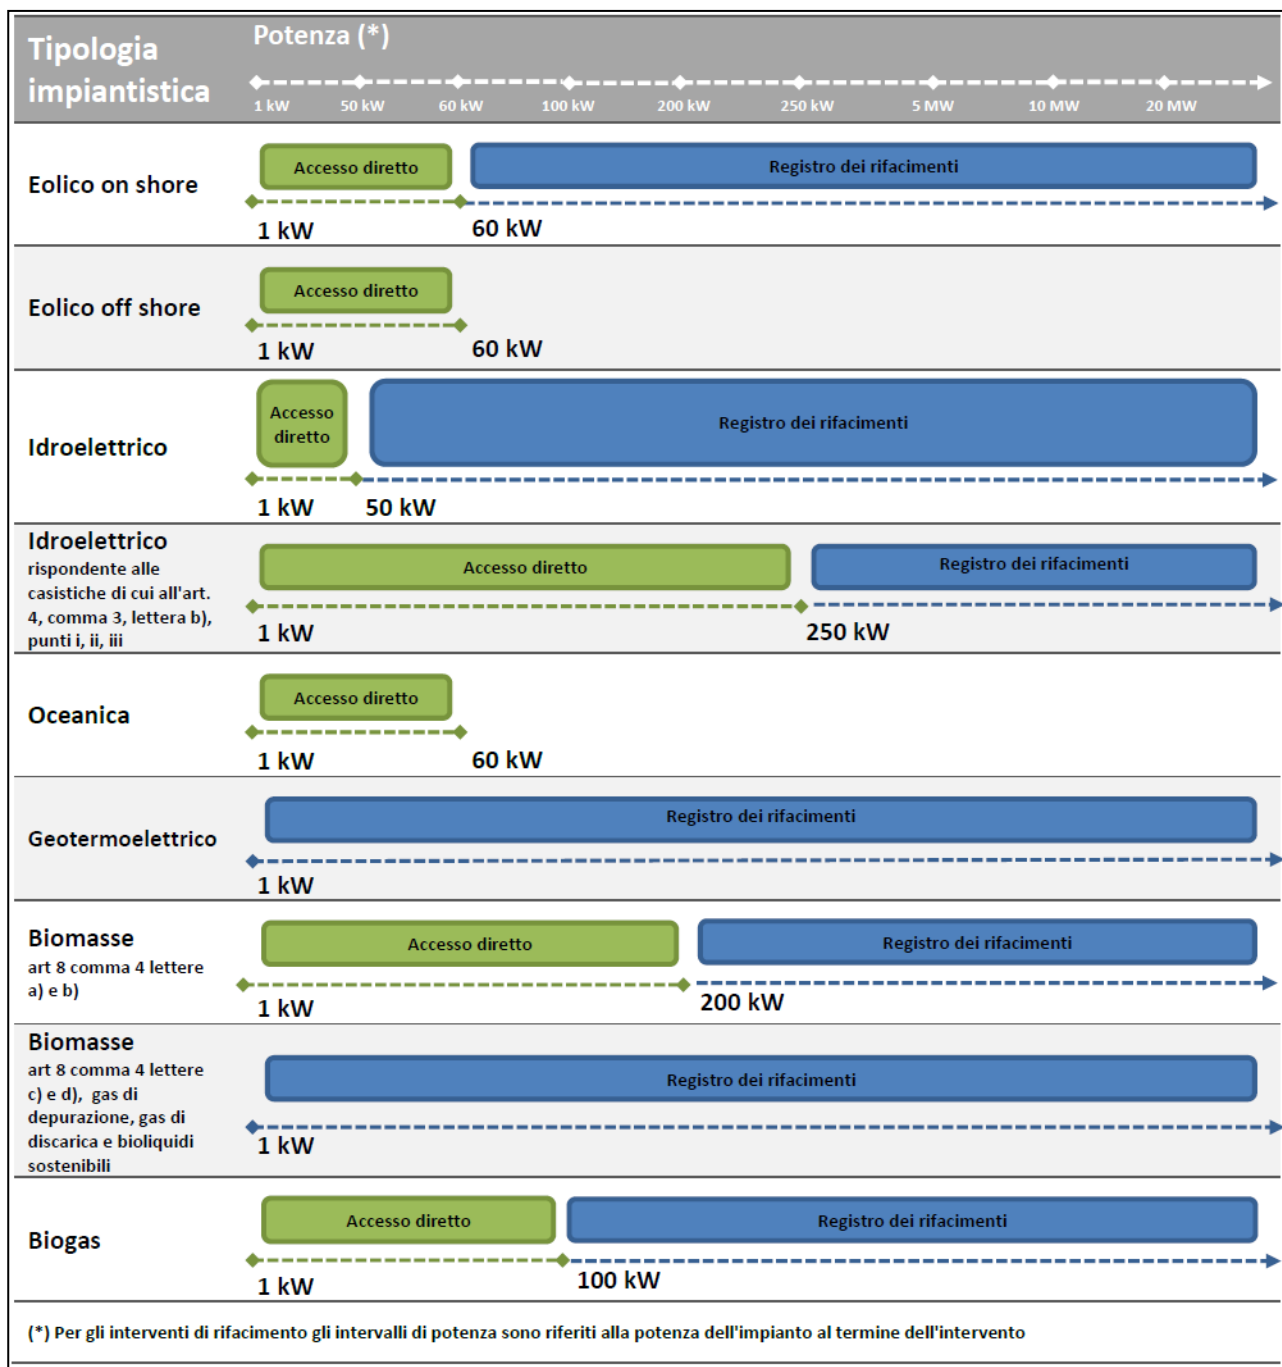 Tipologia
impiantistica
Potenza (*)
1 kW 50 kW 60 kW 100 kW 200 kW 250 kW 5 MW 10 MW 20 MW
Eolico on shore
Accesso diretto
Registro dei rifacimenti
1 kW
60 kW
Eolico off shore
Accesso diretto
1 kW
60 kW
Idroelettrico
Accesso
diretto
Registro dei rifacimenti
1 kW
50 kW
Idroelettrico
rispondente alle
casistiche di cui all'art.
4, comma 3, lettera b),
punti i, ii, iii
Accesso diretto
Registro dei rifacimenti
1 kW
250 kW
Oceanica
Accesso diretto
1 kW
60 kW
Geotermoelettrico
Registro dei rifacimenti
1 kW
Biomasse
art 8 comma 4 lettere
a) e b)
Accesso diretto
Registro dei rifacimenti
1 kW
200 kW
Biomasse
art 8 comma 4 lettere
c) e d), gas di
depurazione, gas di
discarica e bioliquidi
sostenibili
Registro dei rifacimenti
1 kW
Biogas
Accesso diretto
Registro dei rifacimenti
1 kW
100 kW
(*) Per gli interventi di rifacimento gli intervalli di potenza sono riferiti alla potenza dell'impianto al termine dell'intervento